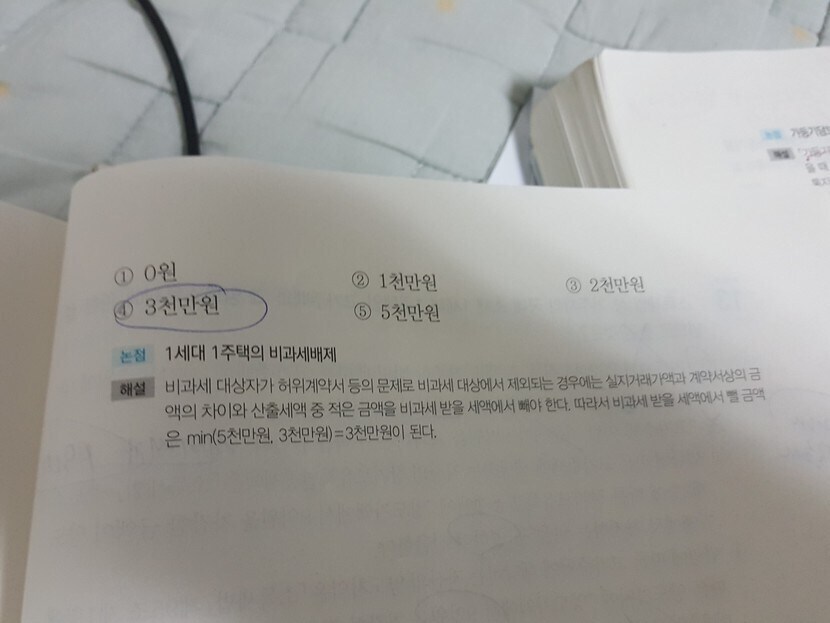 ① 0원
② 1천만원
③ 2천만원
④ 3천만원
⑤ 5천만원
논점 1세대 1주택의 비과세배제
해설 비과세 대상자가 허위계약서 등의 문제로 비과세 대상에서 제외되는 경우에는 실지거래가액과 계약서상의 금
액의 차이와 산출세액 중 적은 금액을 비과세 받을 세액에서 빼야 한다. 따라서 비과세 받을 세액에서 뺄 금액
은 min(5천만원, 3천만원)=3천만원이 된다.
논점
해설